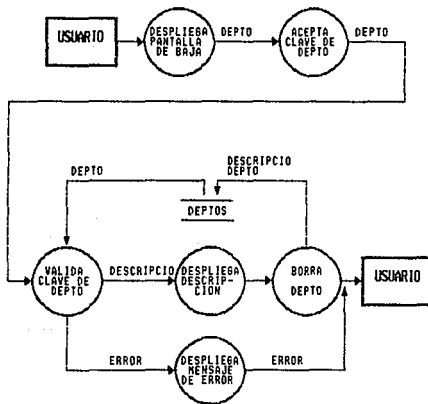 USUARIO
DESPLIEGA
PANTALLA
DE BAJA
DEPTO
ACEPTA
CLAVE DE
DEPTO
DEPTO
DEPTO
DESCRIPCIO
DEPTO
DEPTOS
VALIDA
CLAVE DE
DEPTO
DESCRIPCIO
DESPLIEGA
DESCRIP-
CION
BORRA
DEPTO
USUARIO
ERROR
DESPLIEGA
MENSAJE
DE ERROR
ERROR